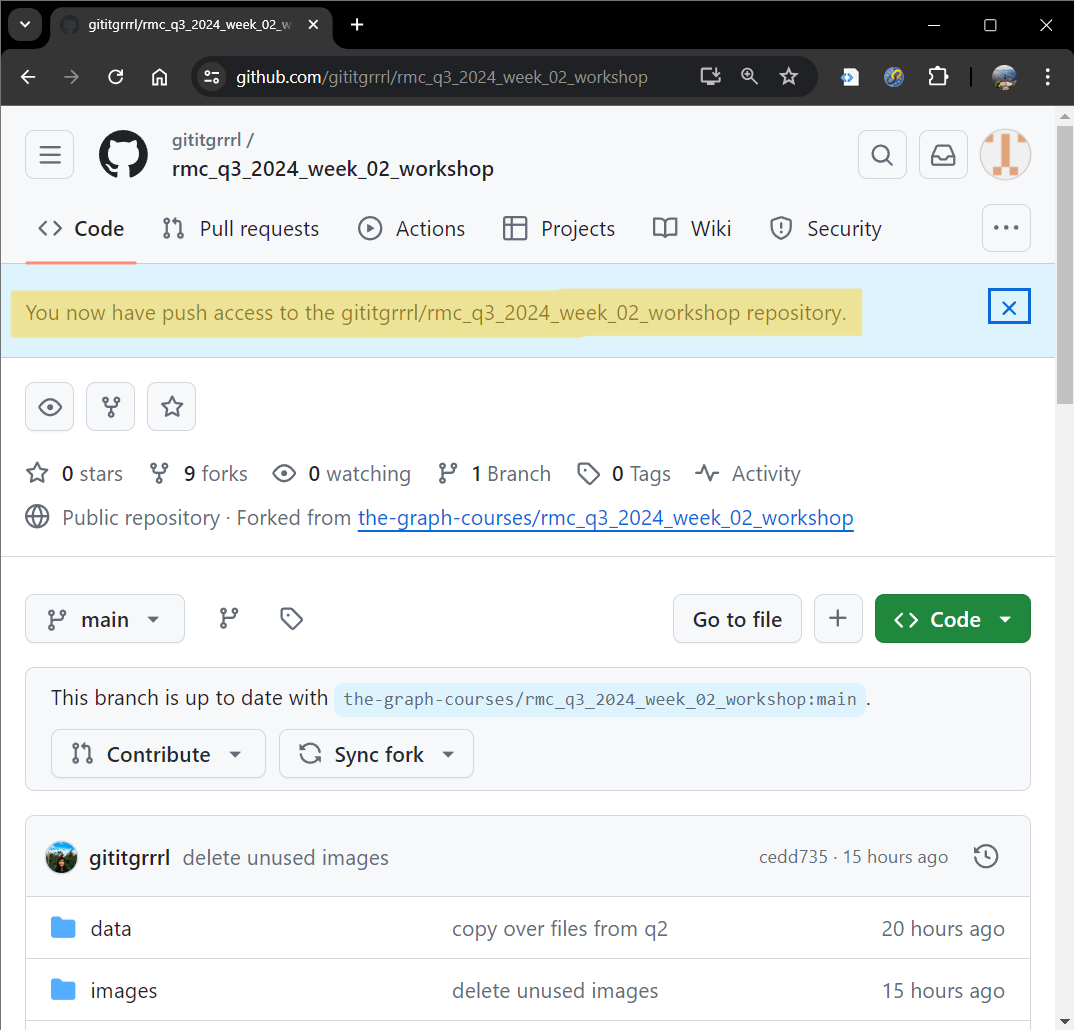 gititgrrrl/rmc_q3_2024_week_02_w
github.com/gititgrrrl/rmc_q3_2024_week_02_workshop
gititgrrrl /
rmc_q3_2024_week_02_workshop
Code Pull requests Actions Projects Wiki Security
You now have push access to the gititgrrrl/rmc_q3_2024_week_02_workshop repository.
0 stars 9 forks 0 watching 1 Branch 0 Tags Activity
Public repository · Forked from the-graph-courses/rmc_q3_2024_week_02_workshop
main Go to file Code
This branch is up to date with the-graph-courses/rmc_q3_2024_week_02_workshop:main.
Contribute Sync fork
gititgrrrl delete unused images cedd735 · 15 hours ago
data copy over files from q2 20 hours ago
images delete unused images 15 hours ago